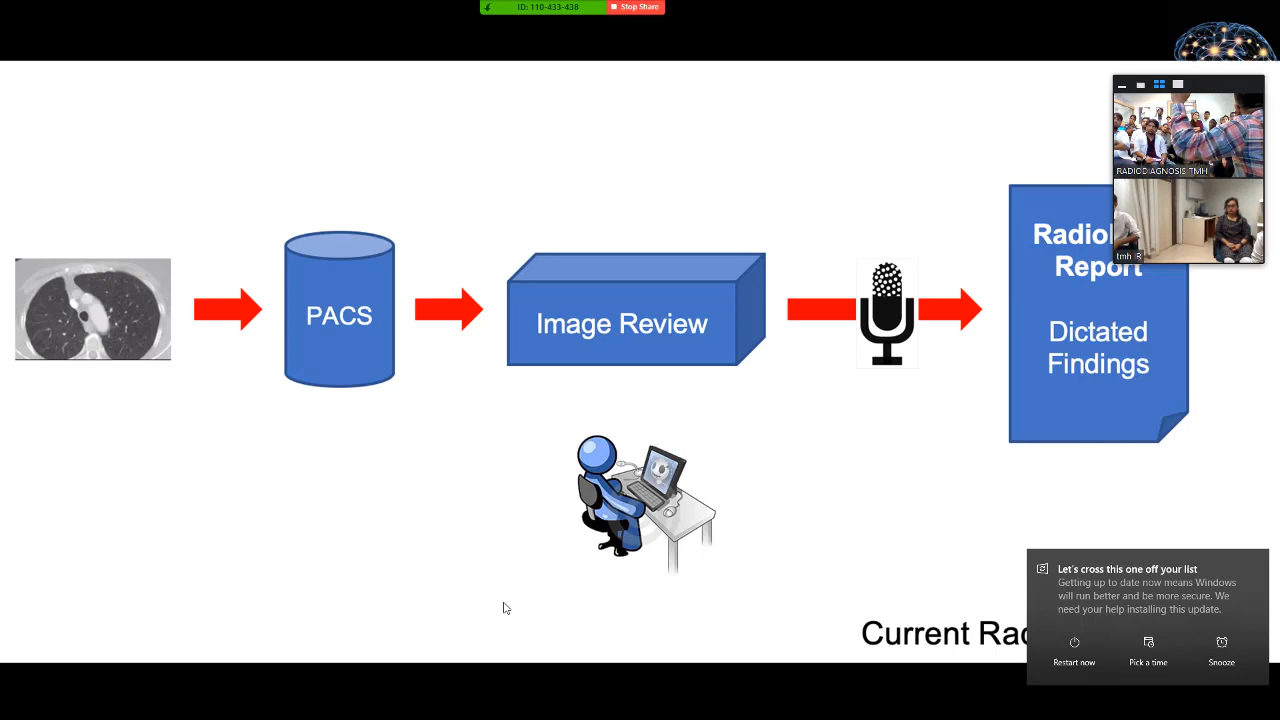 ID: 110-433-438
Stop Share
RADIODIAGNOSIS TMH
tmh IR
PACS
Image Review
Report
Dictated
Findings
Let's cross this one off your list
Getting up to date now means Windows
will run better and be more secure. We
need your help installing this update.
Restart now
Pick a time
Snooze
Current